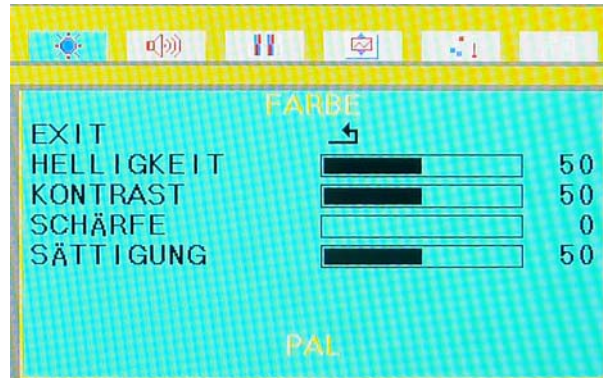 FARBE
EXIT
HELLIGKEIT 50
KONTRAST 50
SCHÄRFE 0
SÄTTIGUNG 50
PAL